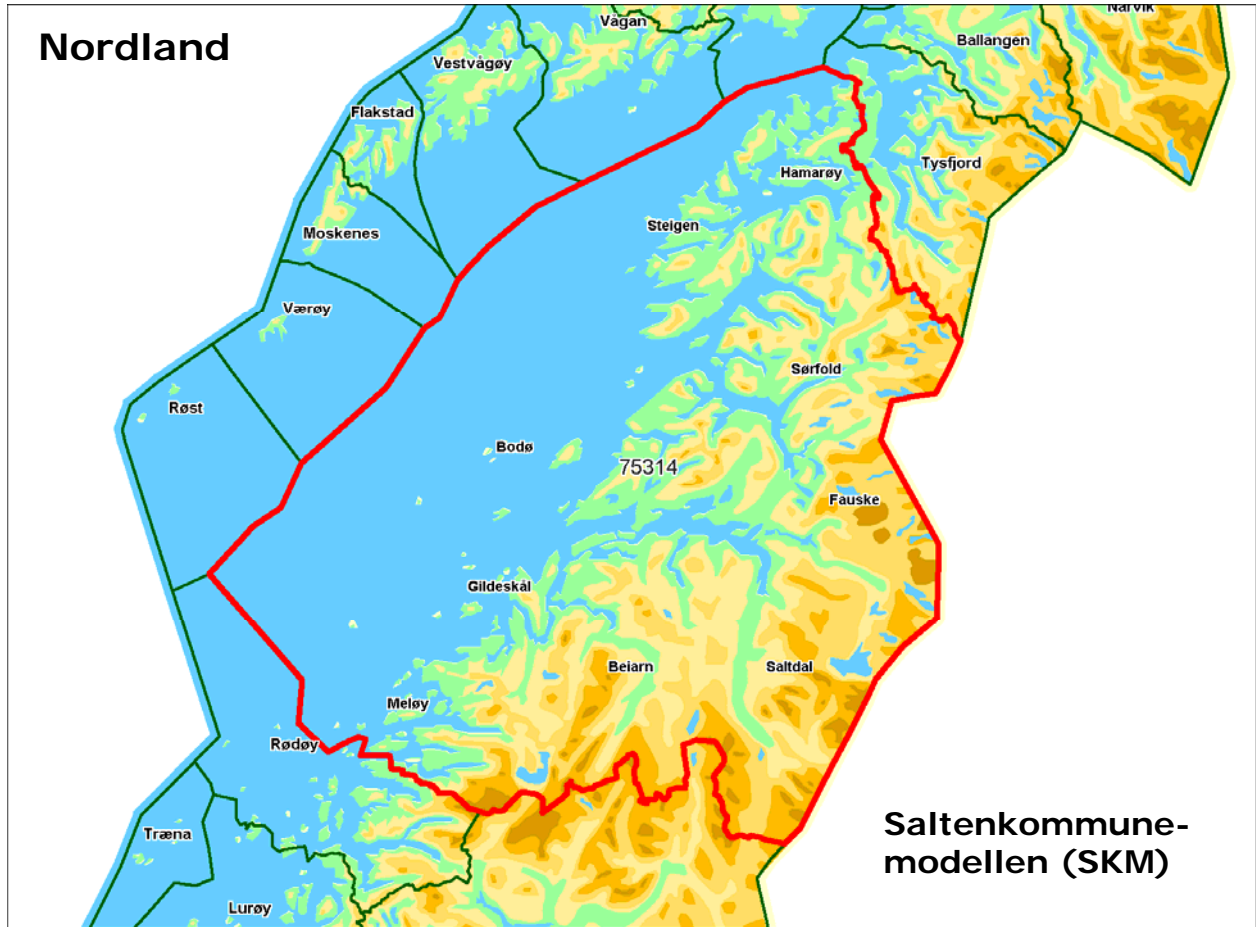 Nordland
Narvik
Vågan
Ballangen
Vestvågøy
Flakstad
Tysfjord
Hamarøy
Steigen
Moskenes
Værøy
Sørfold
Røst
Bodø
75314
Fauske
Gildeskål
Beiarn
Saltdal
Meløy
Rødøy
Træna
Lurøy
Saltenkommune-
modellen (SKM)